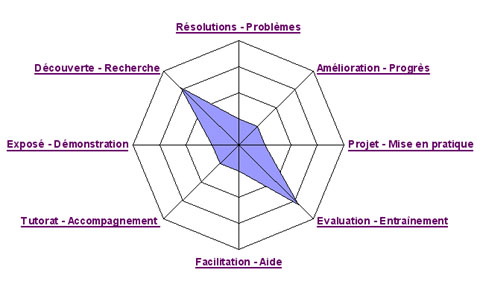 Résolutions - Problèmes
Découverte - Recherche
Amélioration - Progrès
Exposé - Démonstration
Projet - Mise en pratique
Tutorat - Accompagnement
Evaluation - Entraînement
Facilitation - Aide